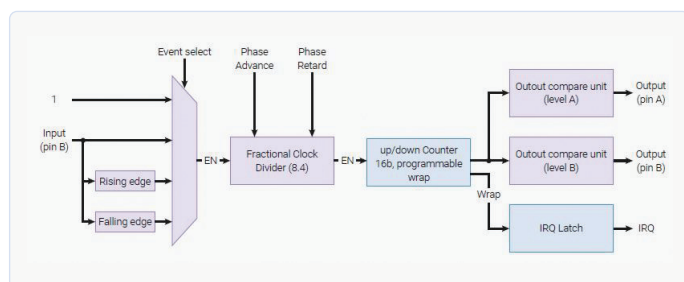 Event select
Phase
Advance
Phase
Retard
1
Input
(pin B)
Rising edge
Falling edge
EN
Fractional Clock
Divider (8.4)
EN
up/down Counter
16b, programmable
wrap
Wrap
Outout compare unit
(level A)
Output
(pin A)
Outout compare unit
(level B)
Output
(pin B)
IRQ Latch
IRQ